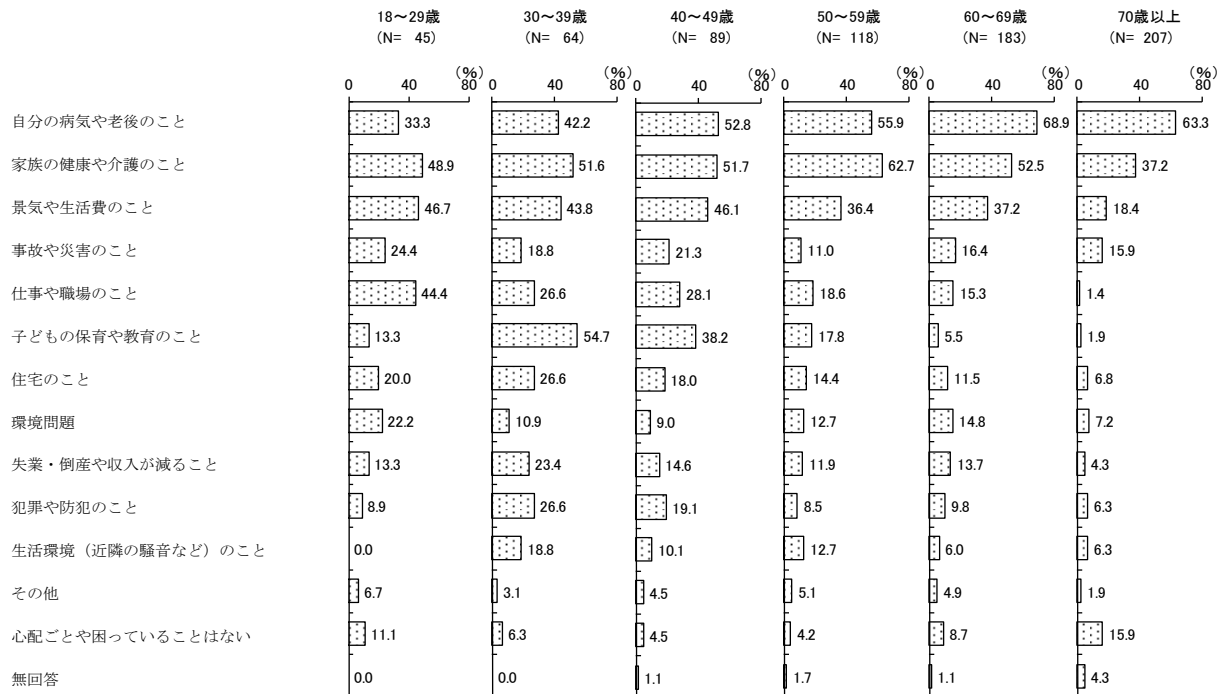 18～29歳 30～39歳 40～49歳 50～59歳 60～69歳 70歳以上
(N= 45) (N= 64) (N= 89) (N= 118) (N= 183) (N= 207)
(%) (%) (%) (%) (%) (%)
0 40 80 0 40 80 0 40 80 0 40 80 0 40 80 0 40 80
自分の病気や老後のこと 33.3 42.2 52.8 55.9 68.9 63.3
家族の健康や介護のこと 48.9 51.6 51.7 62.7 52.5 37.2
景気や生活費のこと 46.7 43.8 46.1 36.4 37.2 18.4
事故や災害のこと 24.4 18.8 21.3 11.0 16.4 15.9
仕事や職場のこと 44.4 26.6 28.1 18.6 15.3 1.4
子どもの保育や教育のこと 13.3 54.7 38.2 17.8 5.5 1.9
住宅のこと 20.0 26.6 18.0 14.4 11.5 6.8
環境問題 22.2 10.9 9.0 12.7 14.8 7.2
失業・倒産や収入が減ること 13.3 23.4 14.6 11.9 13.7 4.3
犯罪や防犯のこと 8.9 26.6 19.1 8.5 9.8 6.3
生活環境（近隣の騒音など）のこと 0.0 18.8 10.1 12.7 6.0 6.3
その他 6.7 3.1 4.5 5.1 4.9 1.9
心配ごとや困っていることはない 11.1 6.3 4.5 4.2 8.7 15.9
無回答 0.0 0.0 1.1 1.7 1.1 4.3